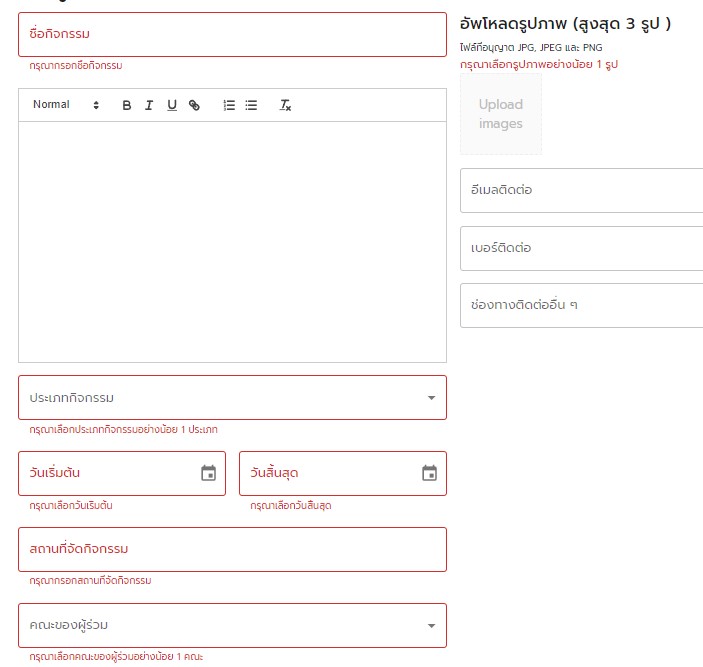 ชื่อกิจกรรม
กรุณากรอกชื่อกิจกรรม
Normal B I U Tx
ประเภทกิจกรรม
กรุณาเลือกประเภทกิจกรรมอย่างน้อย 1 ประเภท
วันเริ่มต้น
กรุณาเลือกวันเริ่มต้น
วันสิ้นสุด
กรุณาเลือกวันสิ้นสุด
สถานที่จัดกิจกรรม
กรุณากรอกสถานที่จัดกิจกรรม
คณะของผู้ร่วม
กรุณาเลือกคณะของผู้ร่วมอย่างน้อย 1 คณะ
อัพโหลดรูปภาพ (สูงสุด 3 รูป )
ไฟล์ที่อนุญาต JPG, JPEG และ PNG
กรุณาเลือกรูปภาพอย่างน้อย 1 รูป
Upload
images
อีเมลติดต่อ
เบอร์ติดต่อ
ช่องทางติดต่ออื่น ๆ